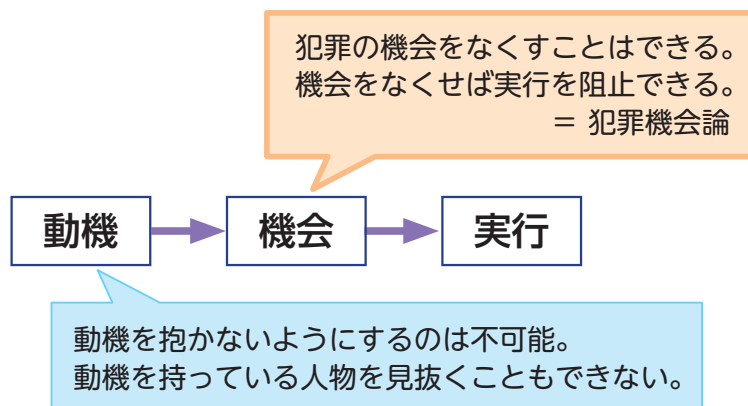 犯罪の機会をなくすことはできる。
機会をなくせば実行を阻止できる。
＝ 犯罪機会論
動機
機会
実行
動機を抱かないようにするのは不可能。
動機を持っている人物を見抜くこともできない。